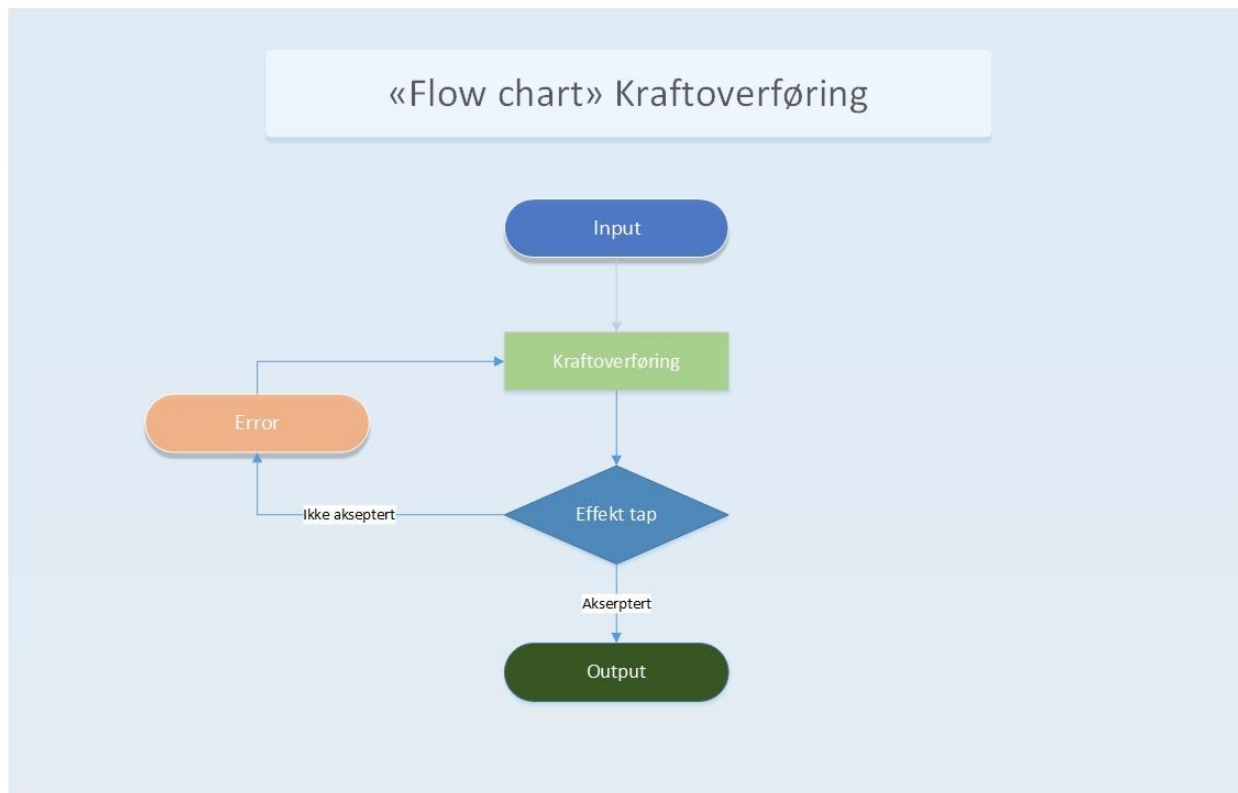 «Flow chart» Kraftoverføring
Input
Kraftoverføring
Error
Effekt tap
Ikke akseptert
Akserptert
Output